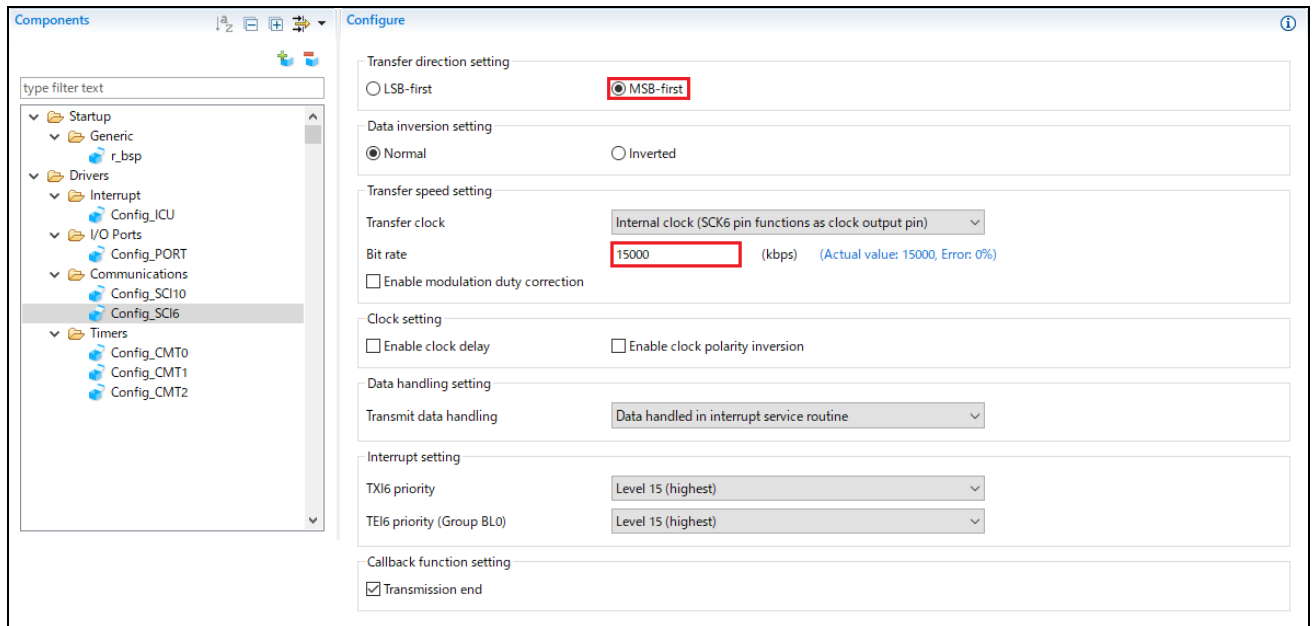 Components
type filter text
Startup
Generic
r_bsp
Drivers
Interrupt
Config_ICU
I/O Ports
Config_PORT
Communications
Config_SCI10
Config_SCI6
Timers
Config_CMT0
Config_CMT1
Config_CMT2
Configure
Transfer direction setting
LSB-first MSB-first
Data inversion setting
Normal Inverted
Transfer speed setting
Transfer clock Internal clock (SCK6 pin functions as clock output pin)
Bit rate 15000 (kbps) (Actual value: 15000, Error: 0%)
Enable modulation duty correction
Clock setting
Enable clock delay Enable clock polarity inversion
Data handling setting
Transmit data handling Data handled in interrupt service routine
Interrupt setting
TXI6 priority Level 15 (highest)
TEI6 priority (Group BL0) Level 15 (highest)
Callback function setting
Transmission end